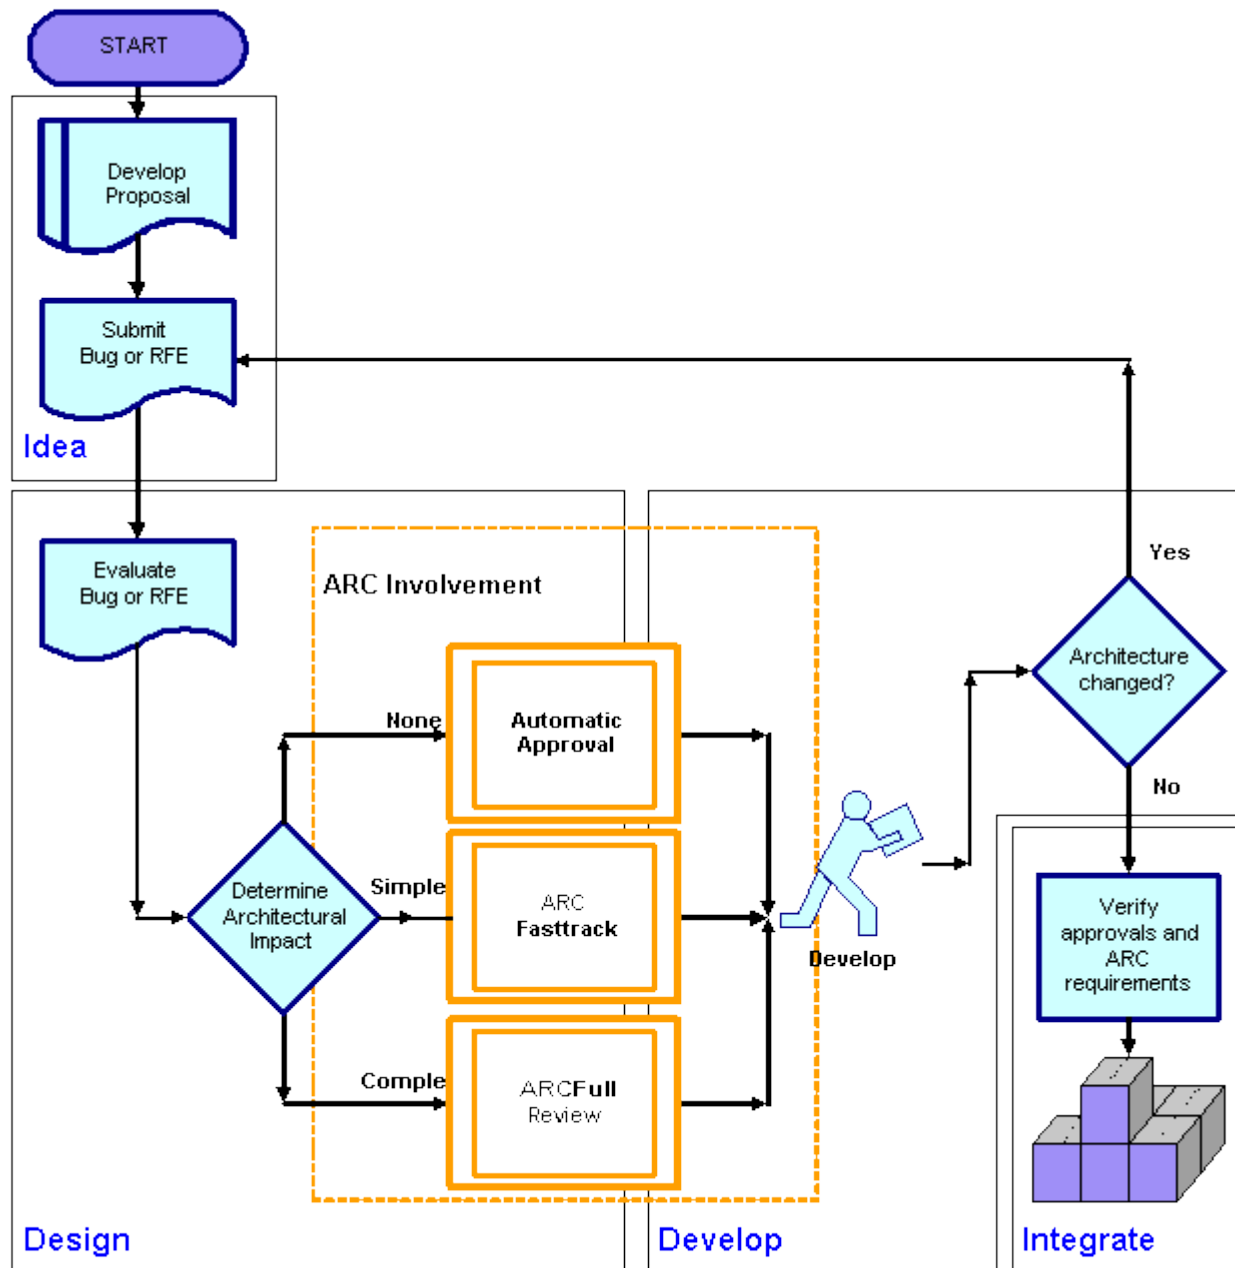 START
Develop
Proposal
Submit
Bug or RFE
Idea
Evaluate
Bug or RFE
ARC Involvement
None
Automatic
Approval
Determine
Architectural
Impact
Simple
ARC
Fasttrack
Comple
ARCFull
Review
Design
Develop
Develop
Yes
Architecture
changed?
No
Verify
approvals and
ARC
requirements
Integrate